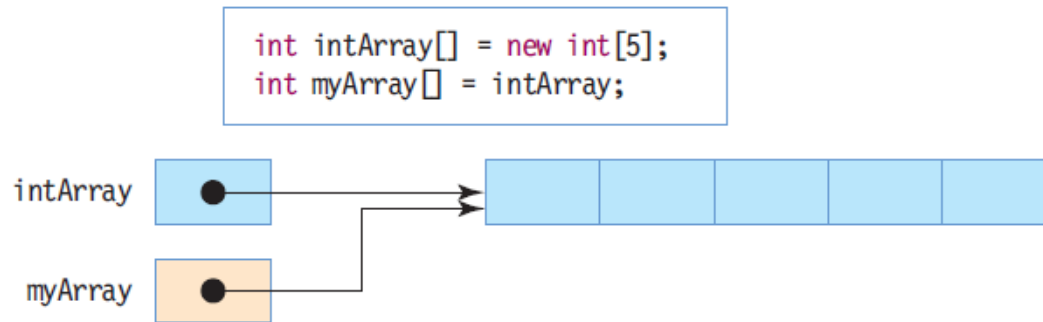 int intArray[] = new int[5];
int myArray[] = intArray;
intArray
myArray